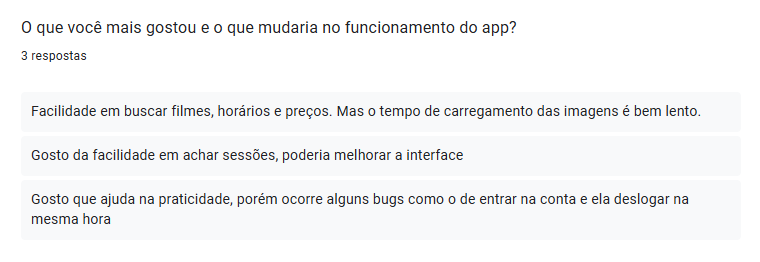 O que você mais gostou e o que mudaria no funcionamento do app?
3 respostas
Facilidade em buscar filmes, horários e preços. Mas o tempo de carregamento das imagens é bem lento.
Gosto da facilidade em achar sessões, poderia melhorar a interface
Gosto que ajuda na praticidade, porém ocorre alguns bugs como o de entrar na conta e ela deslogar na
mesma hora